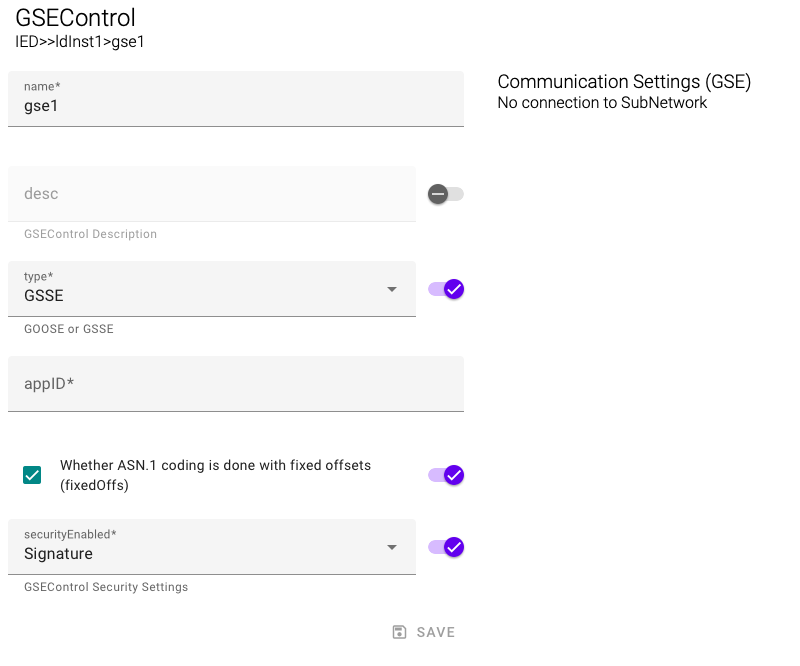 GSEControl
IED>>ldInst1>gse1
name*
gse1
desc
GSEControl Description
type*
GSSE
GOOSE or GSSE
appID*
Whether ASN.1 coding is done with fixed offsets
(fixedOffs)
securityEnabled*
Signature
GSEControl Security Settings
SAVE
Communication Settings (GSE)
No connection to SubNetwork